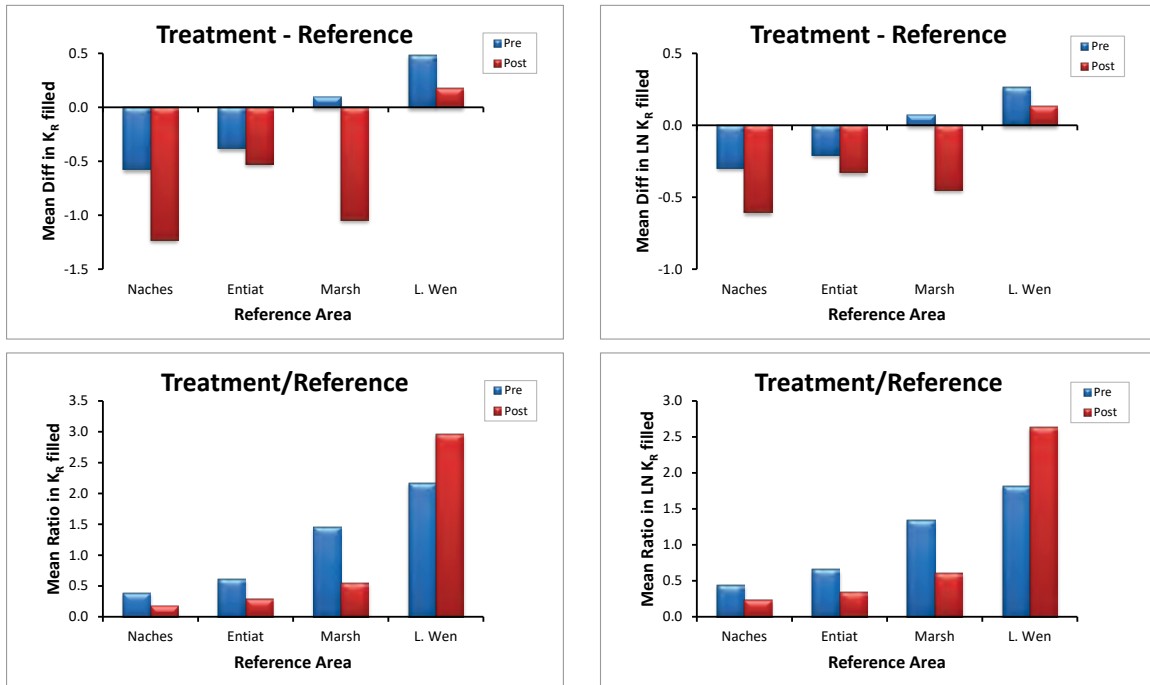 Treatment - Reference
Pre
Post
Mean Diff in KR filled
0.5
0.0
-0.5
-1.0
-1.5
Naches Entiat Marsh L. Wen
Reference Area
Treatment - Reference
Pre
Post
Mean Diff in LN KR filled
0.5
0.0
-0.5
-1.0
Naches Entiat Marsh L. Wen
Reference Area
Treatment/Reference
Pre
Post
Mean Ratio in KR filled
3.5
3.0
2.5
2.0
1.5
1.0
0.5
0.0
Naches Entiat Marsh L. Wen
Reference Area
Treatment/Reference
Pre
Post
Mean Ratio in LN KR filled
3.0
2.5
2.0
1.5
1.0
0.5
0.0
Naches Entiat Marsh L. Wen
Reference Area